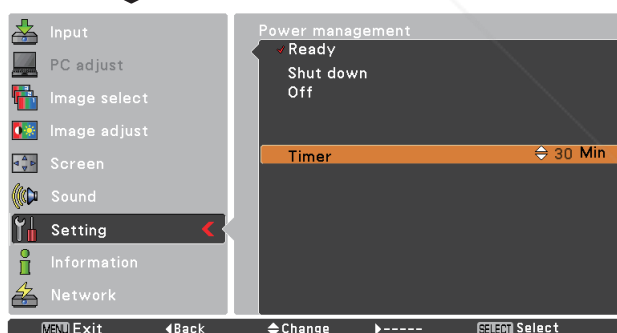 Input
PC adjust
Image select
Image adjust
Screen
Sound
Setting
Information
Network
Power management
Ready
Shut down
Off
Timer 30 Min
MENU Exit Back Change ----- SELECT Select